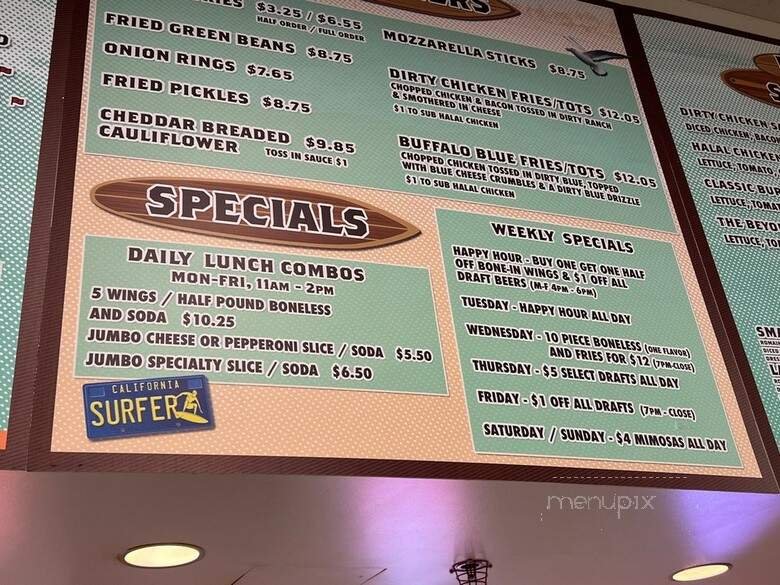 $3.25 / $6.55
HALF ORDER / FULL ORDER
FRIED GREEN BEANS $8.75
ONION RINGS $7.65
FRIED PICKLES $8.75
CHEDDAR BREADED $9.85
CAULIFLOWER TOSS IN SAUCE $1
MOZZARELLA STICKS $8.75
DIRTY CHICKEN FRIES/TOTS $12.05
CHOPPED CHICKEN & BACON TOSSED IN DIRTY RANCH
& SMOTHERED IN CHEESE
$1 TO SUB HALAL CHICKEN
BUFFALO BLUE FRIES/TOTS $12.05
CHOPPED CHICKEN TOSSED IN DIRTY BLUE, TOPPED
WITH BLUE CHEESE CRUMBLES & A DIRTY BLUE DRIZZLE
$1 TO SUB HALAL CHICKEN
SPECIALS
DAILY LUNCH COMBOS
MON-FRI, 11AM - 2PM
5 WINGS / HALF POUND BONELESS
AND SODA $10.25
JUMBO CHEESE OR PEPPERONI SLICE / SODA $5.50
JUMBO SPECIALTY SLICE / SODA $6.50
CALIFORNIA
SURFER
WEEKLY SPECIALS
HAPPY HOUR - BUY ONE GET ONE HALF
OFF BONE-IN WINGS & $1 OFF ALL
DRAFT BEERS (M-F 4PM - 6PM)
TUESDAY - HAPPY HOUR ALL DAY
WEDNESDAY - 10 PIECE BONELESS (ONE FLAVOR)
AND FRIES FOR $12 (7PM-CLOSE)
THURSDAY - $5 SELECT DRAFTS ALL DAY
FRIDAY - $1 OFF ALL DRAFTS (7PM - CLOSE)
SATURDAY / SUNDAY - $4 MIMOSAS ALL DAY
DIRTY CHICKEN
DICED CHICKEN, BAC
HALAL CHICK
LETTUCE, TOMATO
CLASSIC BU
LETTUCE, TOM
THE BEYO
LETTUCE, TO
menupix